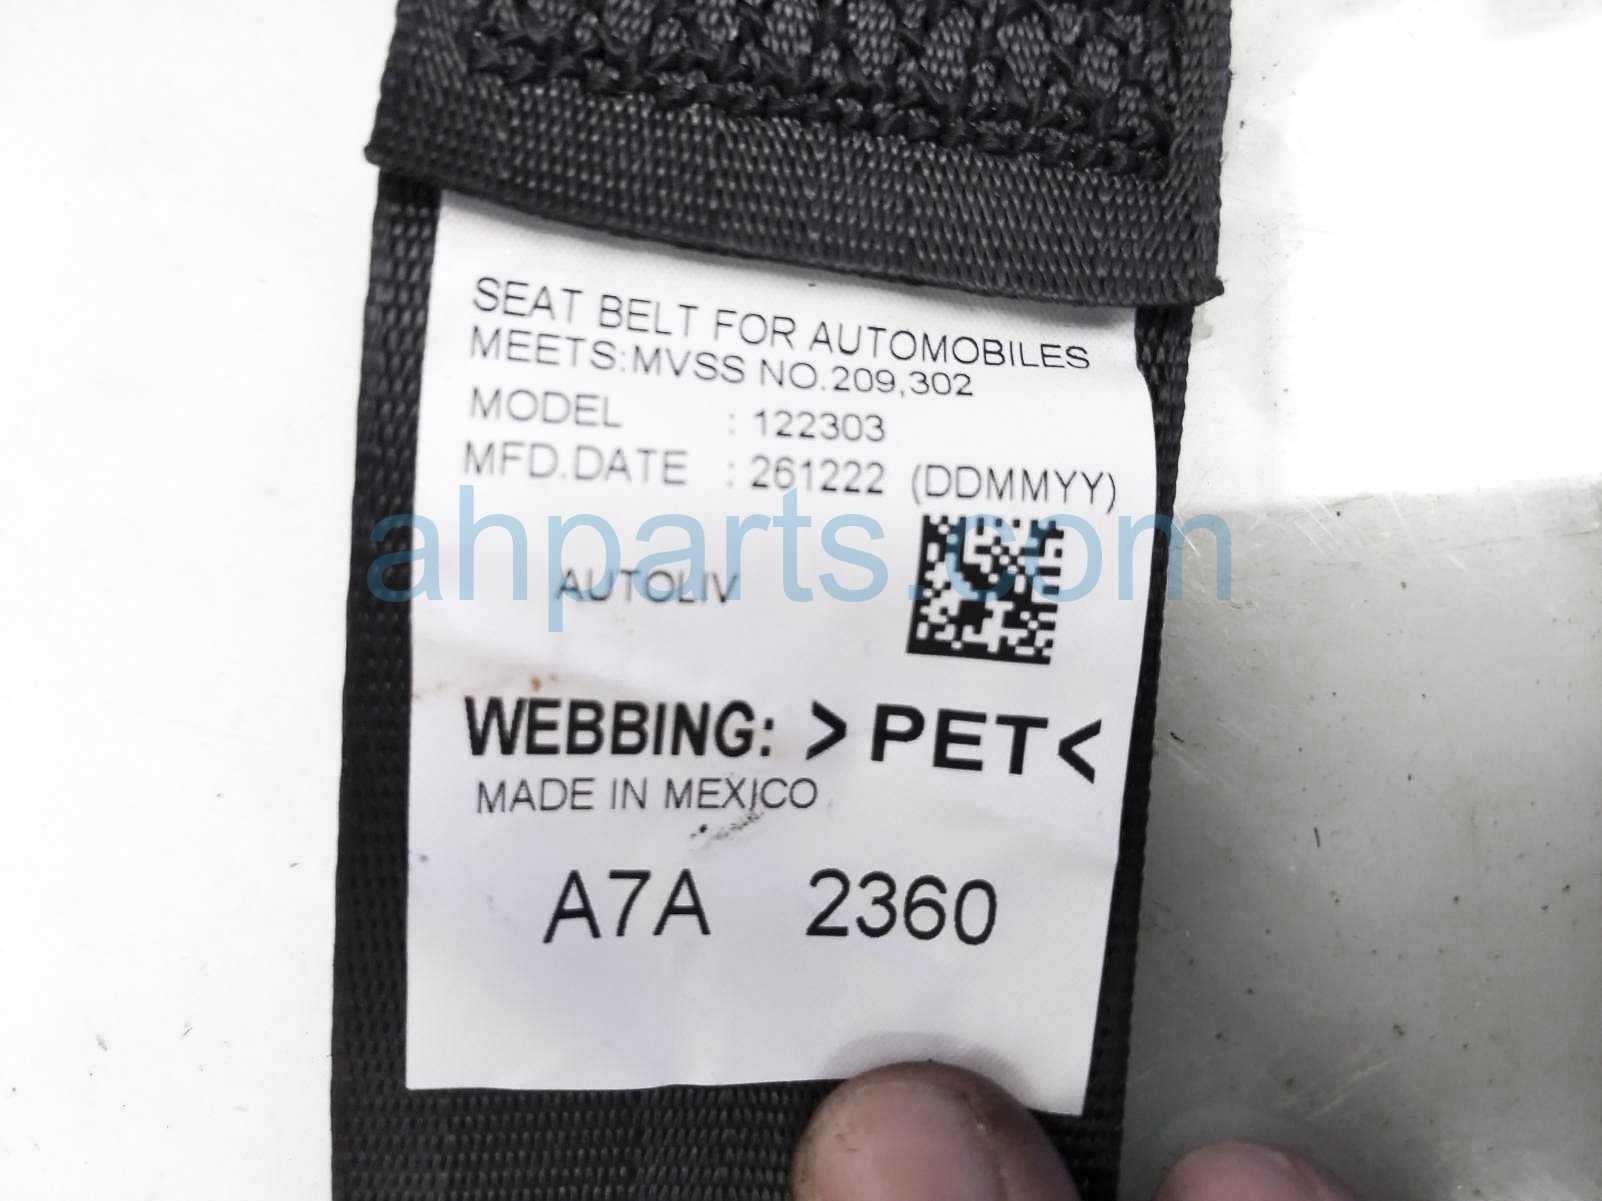 SEAT BELT FOR AUTOMOBILES
MEETS:MVSS NO.209,302
MODEL : 122303
MFD.DATE : 261222 (DDMMYY)
ahparts.com
AUTOLIV
WEBBING: >PET<
MADE IN MEXICO
A7A 2360